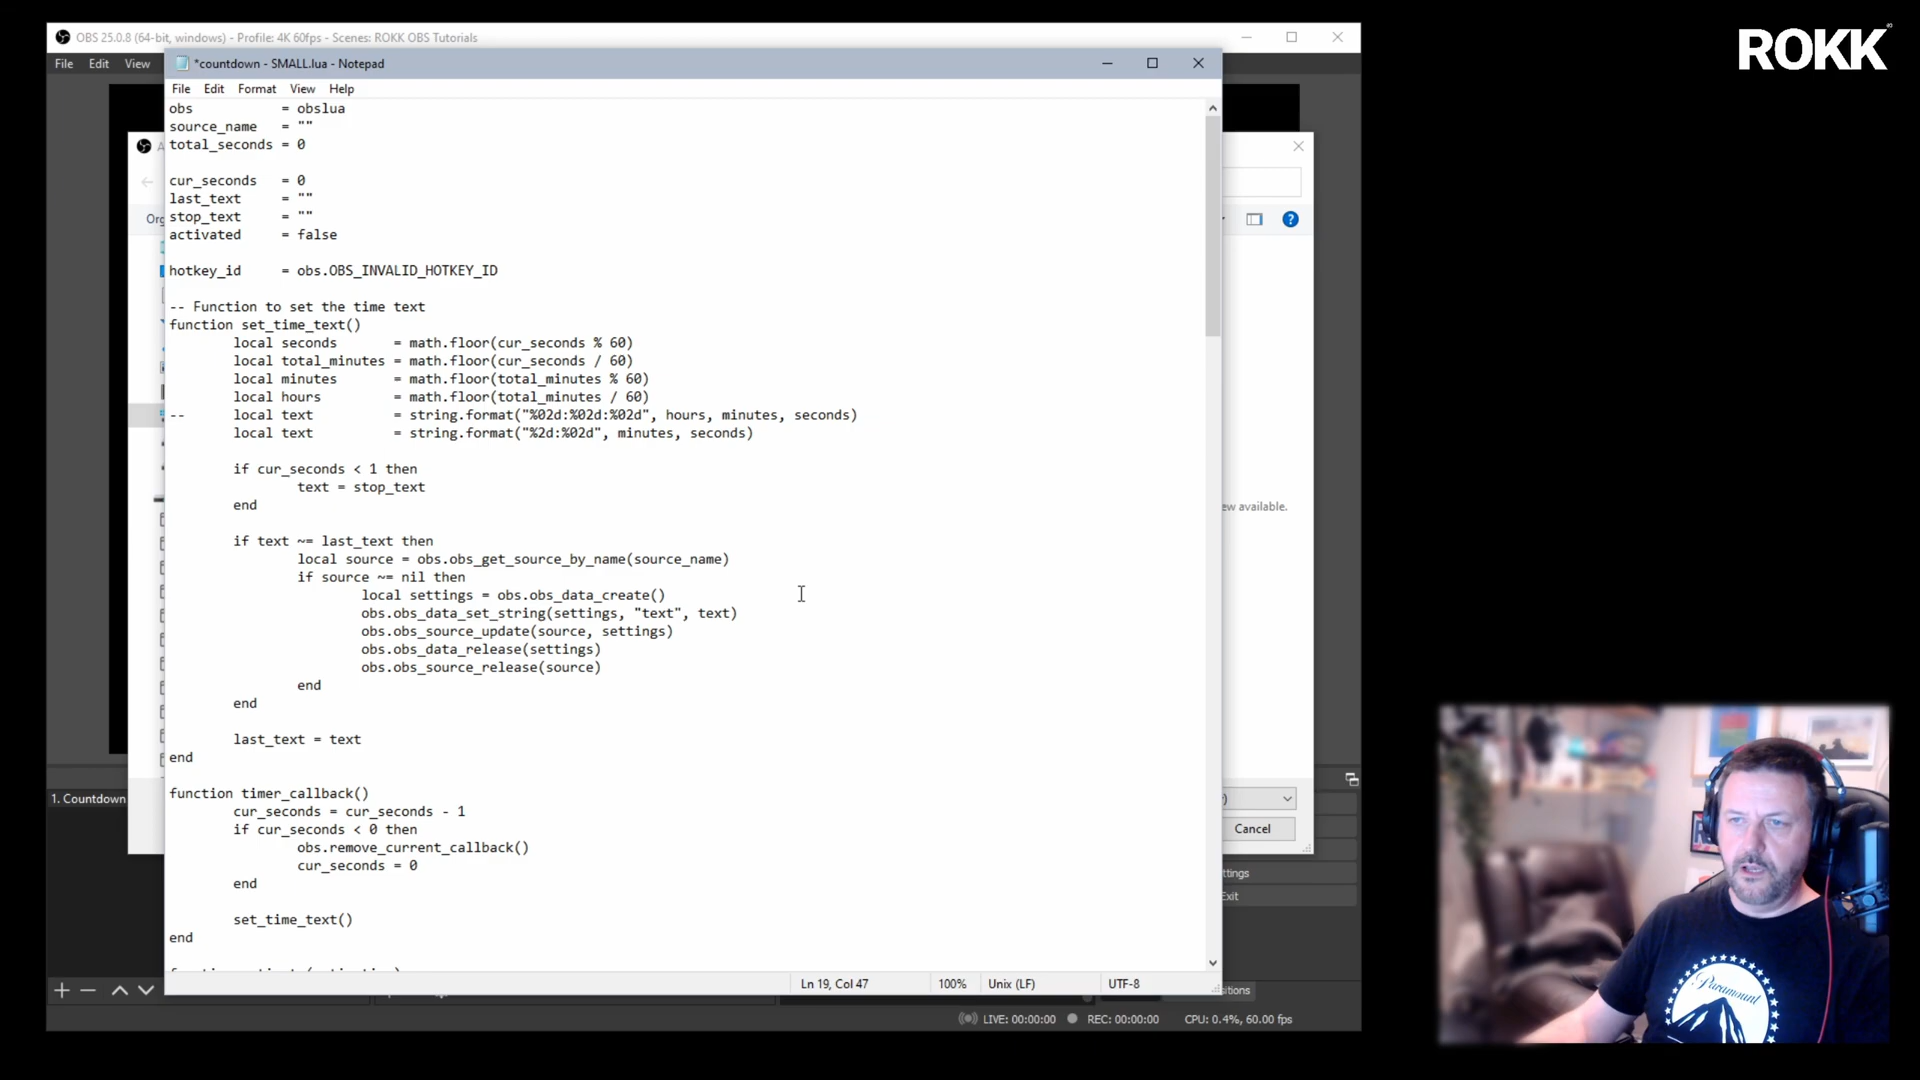 ROKK
OBS 25.0.8 (64-bit, windows) - Profile: 4K 60fps - Scenes: ROKK OBS Tutorials
File Edit View
*countdown - SMALL.lua - Notepad
File Edit Format View Help
obs = obslua
source_name = ""
total_seconds = 0
cur_seconds = 0
last_text = ""
stop_text = ""
activated = false
hotkey_id = obs.OBS_INVALID_HOTKEY_ID
-- Function to set the time text
function set_time_text()
local seconds = math.floor(cur_seconds % 60)
local total_minutes = math.floor(cur_seconds / 60)
local minutes = math.floor(total_minutes % 60)
local hours = math.floor(total_minutes / 60)
-- local text = string.format("%02d:%02d:%02d", hours, minutes, seconds)
local text = string.format("%2d:%02d", minutes, seconds)
if cur_seconds < 1 then
text = stop_text
end
if text ~= last_text then
local source = obs.obs_get_source_by_name(source_name)
if source ~= nil then
local settings = obs.obs_data_create()
obs.obs_data_set_string(settings, "text", text)
obs.obs_source_update(source, settings)
obs.obs_data_release(settings)
obs.obs_source_release(source)
end
end
last_text = text
end
function timer_callback()
cur_seconds = cur_seconds - 1
if cur_seconds < 0 then
obs.remove_current_callback()
cur_seconds = 0
end
set_time_text()
end
Ln 19, Col 47 100% Unix (LF) UTF-8
Org
ew available.
Cancel
1. Countdown
ttings
Exit
sitions
LIVE: 00:00:00 REC: 00:00:00 CPU: 0.4%, 60.00 fps
Paramount